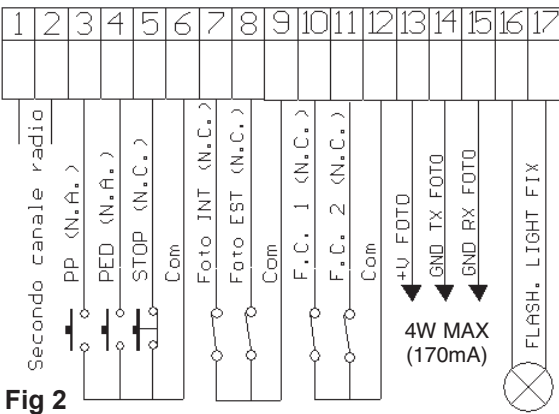 1 2 3 4 5 6 7 8 9 10 11 12 13 14 15 16 17
Secondo canale radio
PP (N.A.)
PED (N.A.)
STOP (N.C.)
Com
Foto INT (N.C.)
Foto EST (N.C.)
Com
F.C. 1 (N.C.)
F.C. 2 (N.C.)
Com
+V FOTO
GND TX FOTO
GND RX FOTO
FLASH. LIGHT FIX
4W MAX
(170mA)
Fig 2